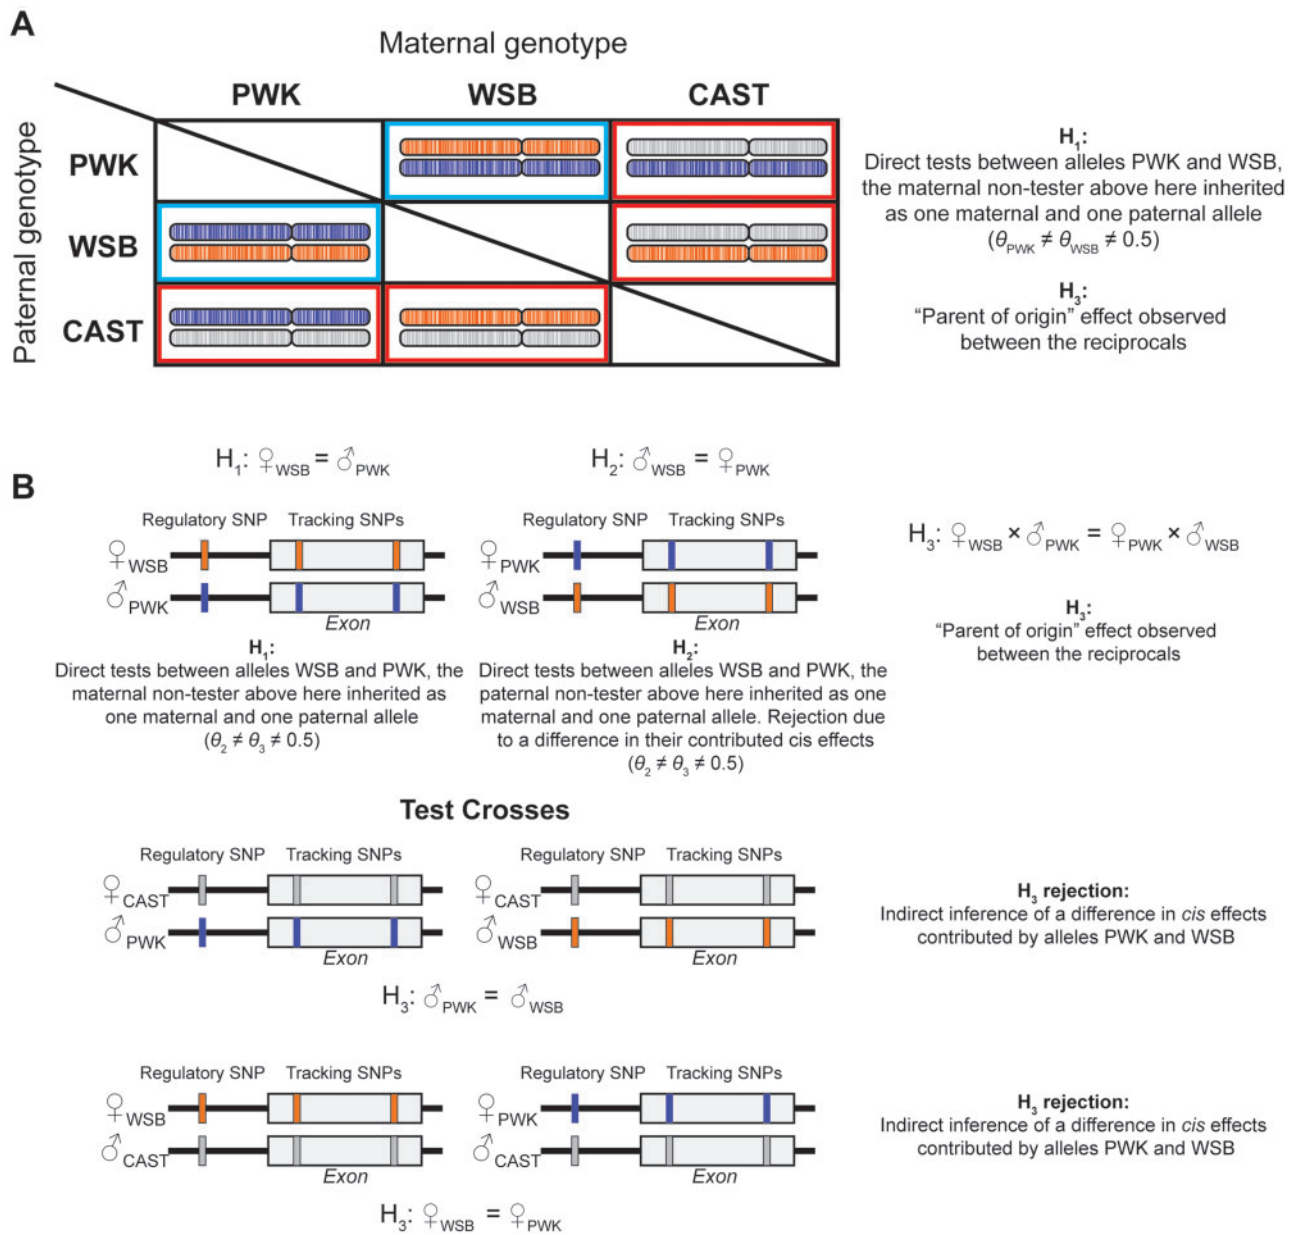 A
Maternal genotype
PWK WSB CAST
Paternal genotype
PWK
WSB
CAST
H1:
Direct tests between alleles PWK and WSB,
the maternal non-tester above here inherited
as one maternal and one paternal allele
(θPWK ≠ θWSB ≠ 0.5)
H3:
“Parent of origin” effect observed
between the reciprocals
B
H1: ♀WSB = ♂PWK
Regulatory SNP Tracking SNPs
♀WSB
♂PWK
Exon
H1:
Direct tests between alleles WSB and PWK, the
maternal non-tester above here inherited as
one maternal and one paternal allele
(θ2 ≠ θ3 ≠ 0.5)
H2: ♂WSB = ♀PWK
Regulatory SNP Tracking SNPs
♀PWK
♂WSB
Exon
H2:
Direct tests between alleles WSB and PWK, the
paternal non-tester above here inherited as one
maternal and one paternal allele. Rejection due
to a difference in their contributed cis effects
(θ2 ≠ θ3 ≠ 0.5)
H3: ♀WSB × ♂PWK = ♀PWK × ♂WSB
H3:
“Parent of origin” effect observed
between the reciprocals
Test Crosses
Regulatory SNP Tracking SNPs
♀CAST
♂PWK
Exon
Regulatory SNP Tracking SNPs
♀CAST
♂WSB
Exon
H3: ♂PWK = ♂WSB
H3 rejection:
Indirect inference of a difference in cis effects
contributed by alleles PWK and WSB
Regulatory SNP Tracking SNPs
♀WSB
♂CAST
Exon
Regulatory SNP Tracking SNPs
♀PWK
♂CAST
Exon
H3: ♀WSB = ♀PWK
H3 rejection:
Indirect inference of a difference in cis effects
contributed by alleles PWK and WSB